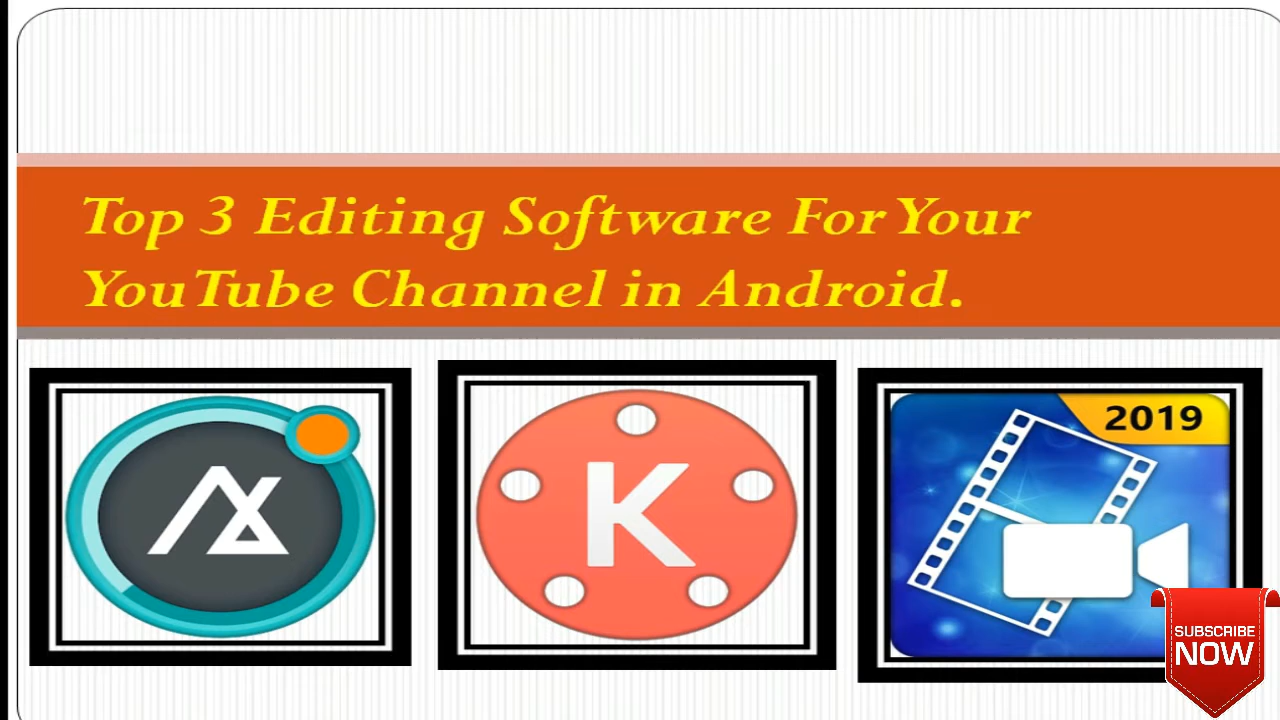 Top 3 Editing Software For Your
YouTube Channel in Android.
K
2019
SUBSCRIBE
NOW